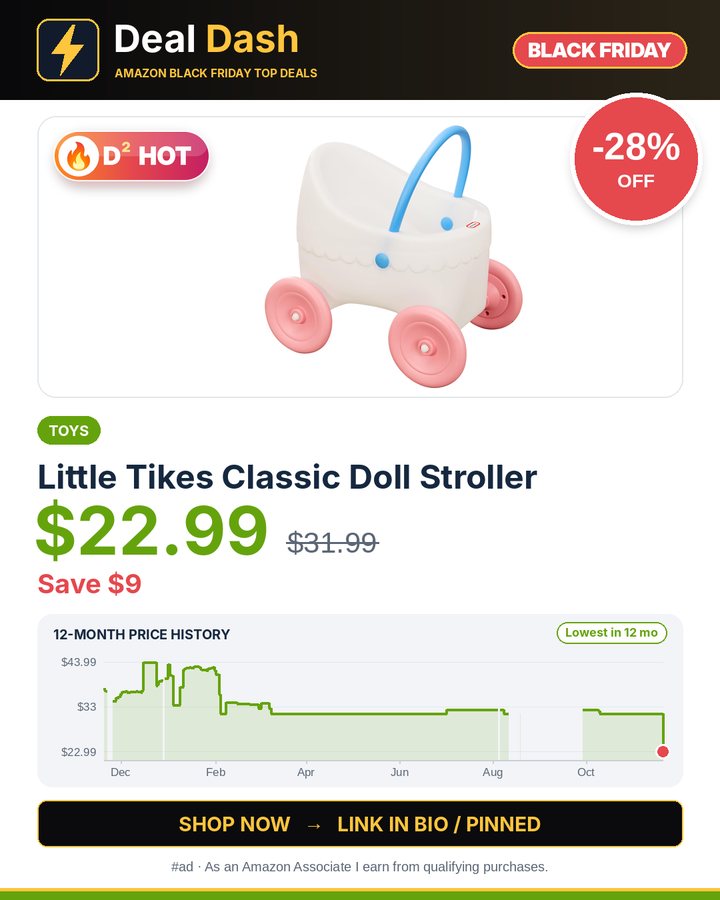 Deal Dash
AMAZON BLACK FRIDAY TOP DEALS
BLACK FRIDAY
-28%
OFF
D² HOT
TOYS
Little Tikes Classic Doll Stroller
$22.99 $31.99
Save $9
12-MONTH PRICE HISTORY
Lowest in 12 mo
$43.99
$33
$22.99
Dec Feb Apr Jun Aug Oct
SHOP NOW → LINK IN BIO / PINNED
#ad · As an Amazon Associate I earn from qualifying purchases.